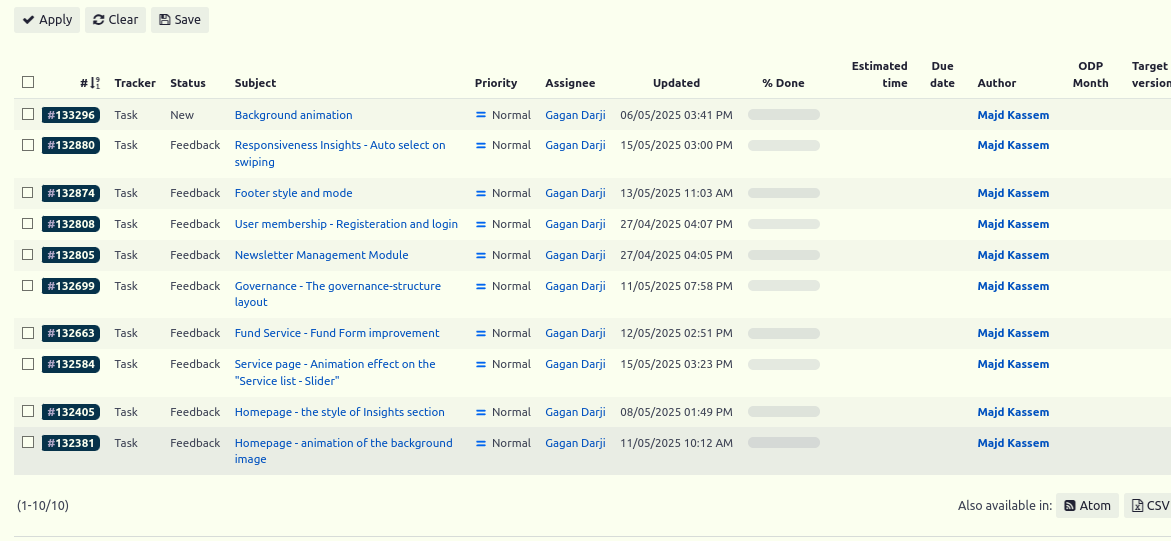 Apply Clear Save
Estimated Due ODP Target
# Tracker Status Subject Priority Assignee Updated % Done time date Author Month version
#133296 Task New Background animation Normal Gagan Darji 06/05/2025 03:41 PM Majd Kassem
#132880 Task Feedback Responsiveness Insights - Auto select on Normal Gagan Darji 15/05/2025 03:00 PM Majd Kassem
swiping
#132874 Task Feedback Footer style and mode Normal Gagan Darji 13/05/2025 11:03 AM Majd Kassem
#132808 Task Feedback User membership - Registeration and login Normal Gagan Darji 27/04/2025 04:07 PM Majd Kassem
#132805 Task Feedback Newsletter Management Module Normal Gagan Darji 27/04/2025 04:05 PM Majd Kassem
#132699 Task Feedback Governance - The governance-structure Normal Gagan Darji 11/05/2025 07:58 PM Majd Kassem
layout
#132663 Task Feedback Fund Service - Fund Form improvement Normal Gagan Darji 12/05/2025 02:51 PM Majd Kassem
#132584 Task Feedback Service page - Animation effect on the Normal Gagan Darji 15/05/2025 03:23 PM Majd Kassem
"Service list - Slider"
#132405 Task Feedback Homepage - the style of Insights section Normal Gagan Darji 08/05/2025 01:49 PM Majd Kassem
#132381 Task Feedback Homepage - animation of the background Normal Gagan Darji 11/05/2025 10:12 AM Majd Kassem
image
(1-10/10) Also available in: Atom CSV